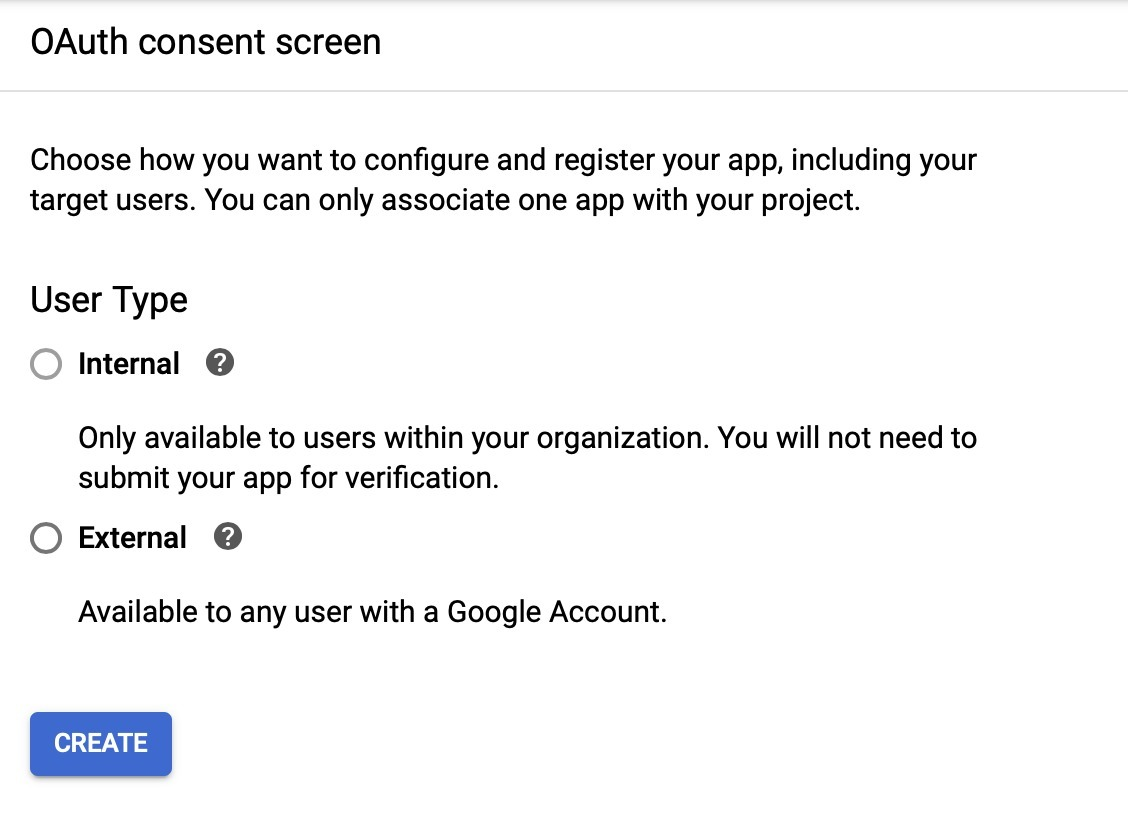 OAuth consent screen
Choose how you want to configure and register your app, including your
target users. You can only associate one app with your project.
User Type
Internal ?
Only available to users within your organization. You will not need to
submit your app for verification.
External ?
Available to any user with a Google Account.
CREATE